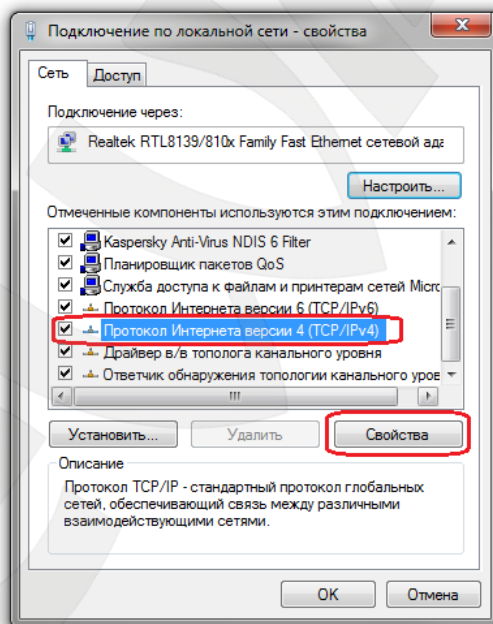 Подключение по локальной сети - свойства
Сеть
Доступ
Подключение через:
Realtek RTL8139/810x Family Fast Ethernet сетевой ада
Настроить...
Отмеченные компоненты используются этим подключением:
Kaspersky Anti-Virus NDIS 6 Filter
Планировщик пакетов QoS
Служба доступа к файлам и принтерам сетей Micro
Протокол Интернета версии 6 (TCP/IPv6)
Протокол Интернета версии 4 (TCP/IPv4)
Драйвер в/в тополога канального уровня
Ответчик обнаружения топологии канального уров
Установить...
Удалить
Свойства
Описание
Протокол TCP/IP - стандартный протокол глобальных
сетей, обеспечивающий связь между различными
взаимодействующими сетями.
OK
Отмена